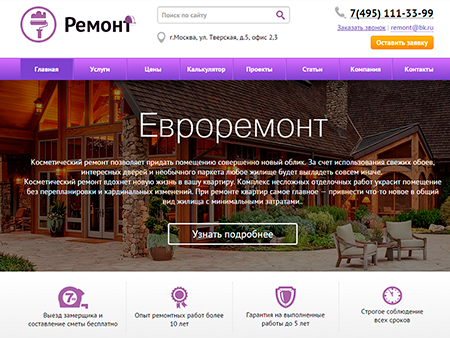 Ремонт
Поиск по сайту
г.Москва, ул. Тверская, д.5, офис 2,3
7(495) 111-33-99
Заказать звонок | remont@bk.ru
Оставить заявку
Главная Услуги Цены Калькулятор Проекты Статьи Компания Контакты
Евроремонт
Косметический ремонт позволяет придать помещению совершенно новый облик. За счет использования свежих обоев,
интересных дверей и необычного паркета любое жилище будет выглядеть совсем иначе.
Косметический ремонт вдохнет новую жизнь в вашу квартиру. Комплекс несложных отделочных работ украсит помещение
без перепланировки и кардинальных изменений. При ремонте квартир самое главное — привнести что-то новое в общий
вид жилища с минимальными затратами..
Узнать подробнее
Выезд замерщика и
составление сметы бесплатно
Опыт ремонтных работ более
10 лет
Гарантия на выполненные
работы до 5 лет
Строгое соблюдение
всех сроков